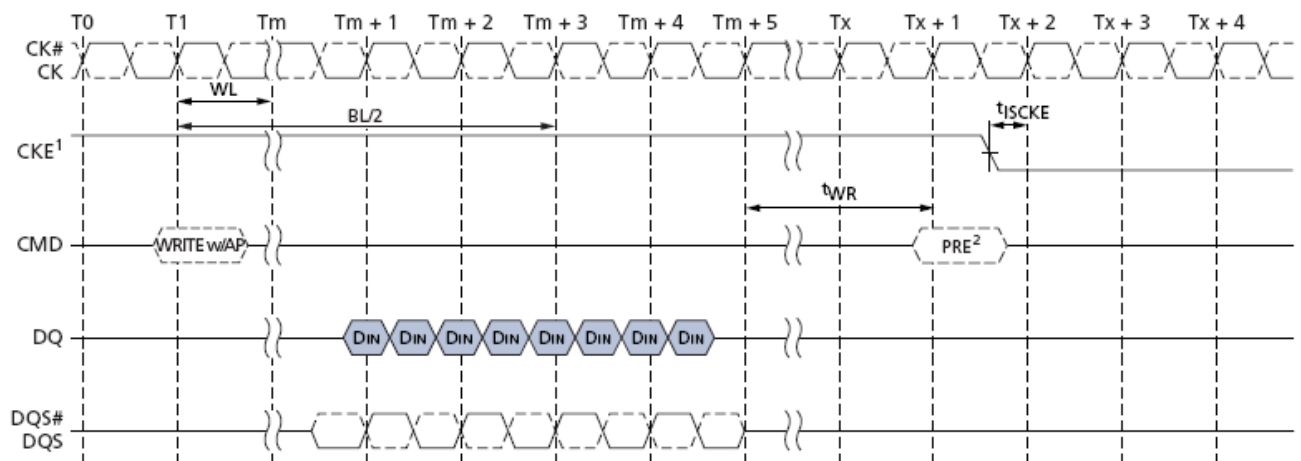 T0 T1 Tm Tm + 1 Tm + 2 Tm + 3 Tm + 4 Tm + 5 Tx Tx + 1 Tx + 2 Tx + 3 Tx + 4
CK#
CK
WL
BL/2
tISCKE
CKE1
tWR
CMD WRITE w/AP PRE2
DQ DIN DIN DIN DIN DIN DIN DIN DIN
DQS#
DQS